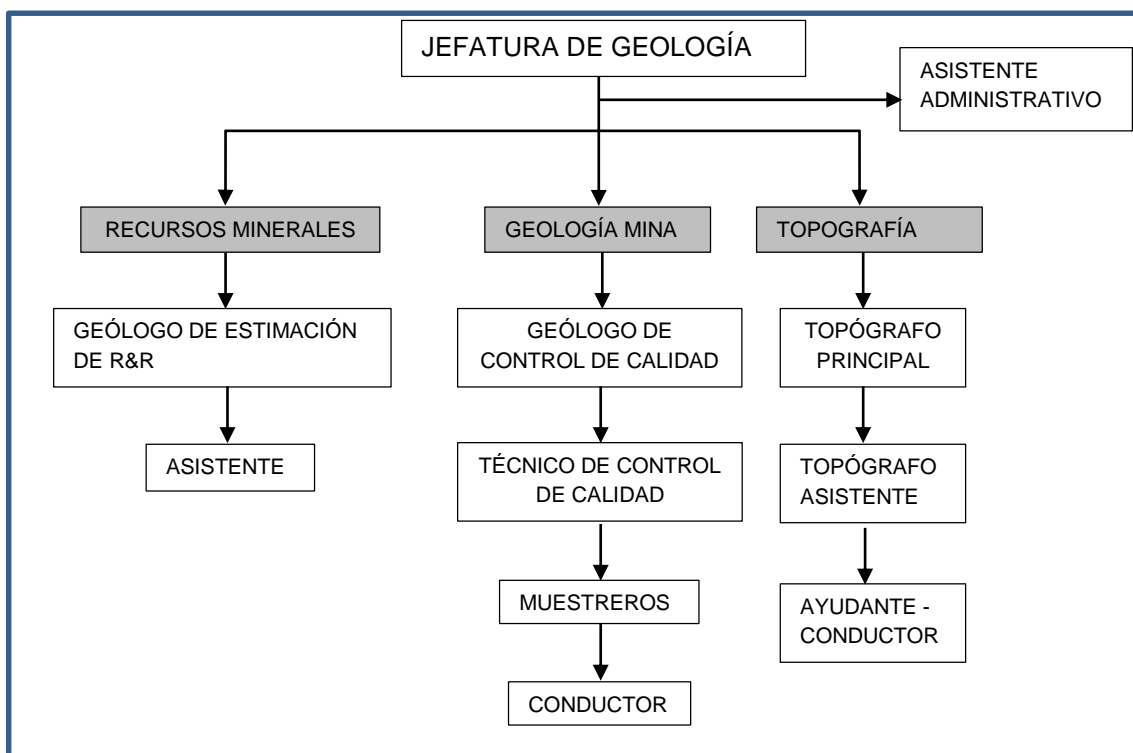 JEFATURA DE GEOLOGÍA
ASISTENTE
ADMINISTRATIVO
RECURSOS MINERALES
GEOLOGÍA MINA
TOPOGRAFÍA
GEÓLOGO DE ESTIMACIÓN
DE R&R
GEÓLOGO DE
CONTROL DE CALIDAD
TOPÓGRAFO
PRINCIPAL
ASISTENTE
TÉCNICO DE CONTROL
DE CALIDAD
TOPÓGRAFO
ASISTENTE
MUESTREROS
AYUDANTE -
CONDUCTOR
CONDUCTOR